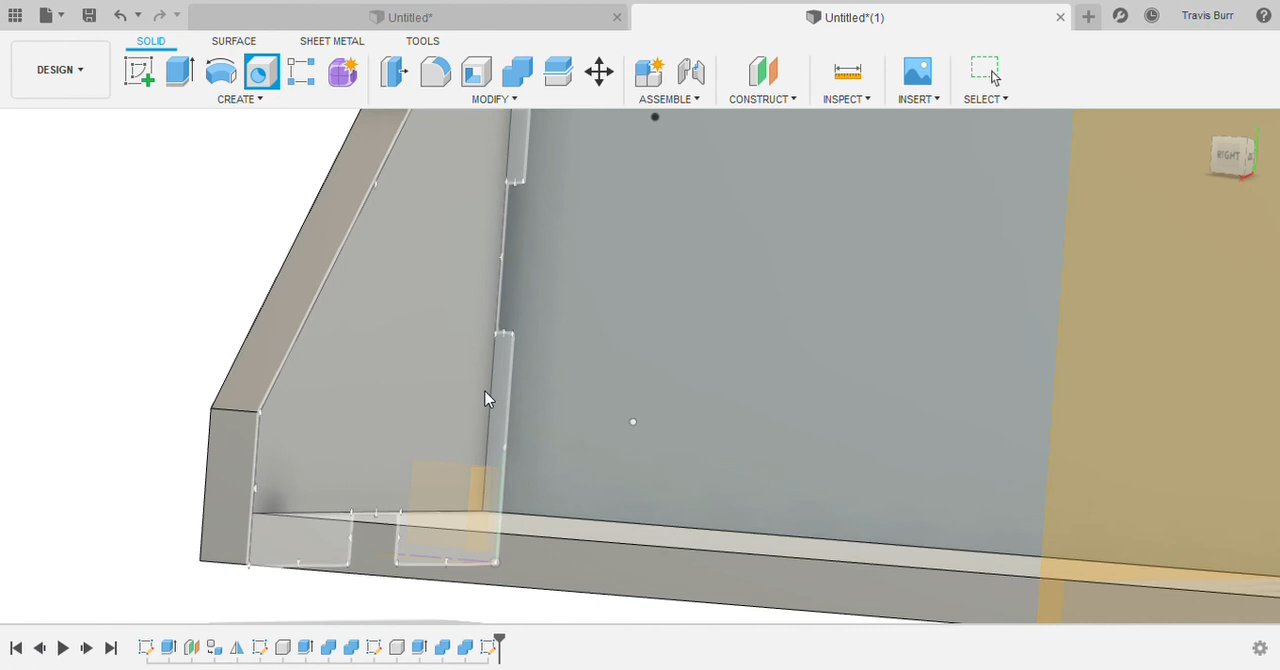 Untitled*
Untitled*(1)
Travis Burr
DESIGN
SOLID
SURFACE
SHEET METAL
TOOLS
CREATE
MODIFY
ASSEMBLE
CONSTRUCT
INSPECT
INSERT
SELECT
RIGHT